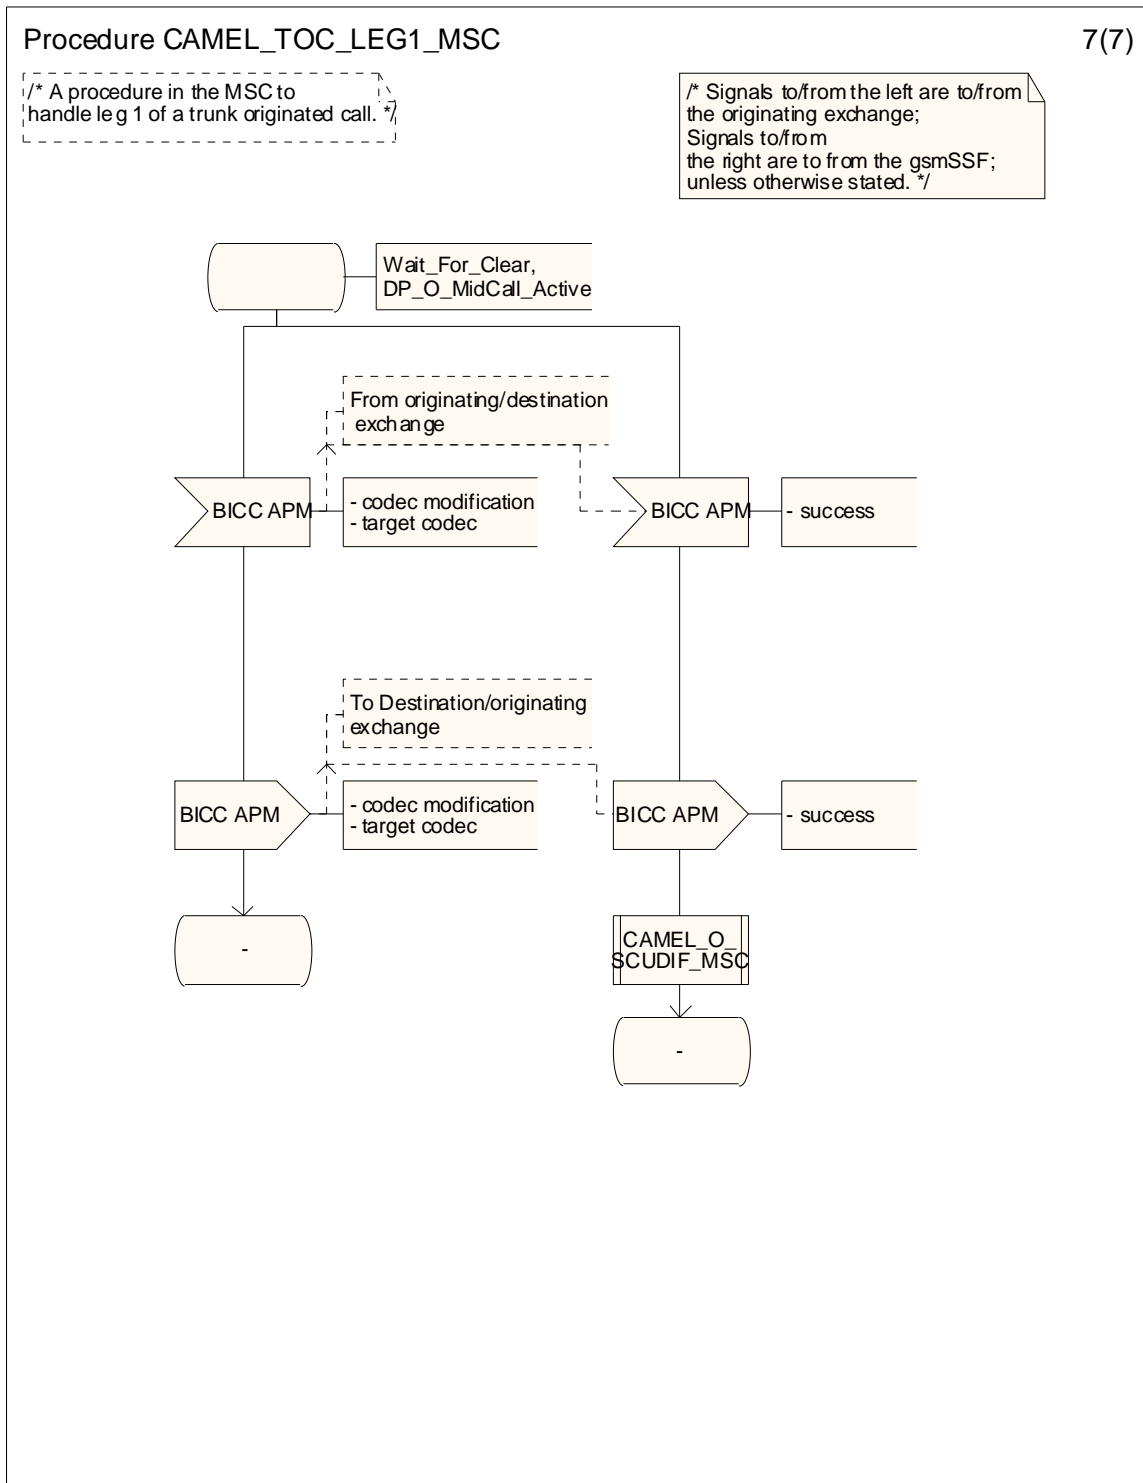 Procedure CAMEL_TOC_LEG1_MSC
7(7)
/* A procedure in the MSC to
handle leg 1 of a trunk originated call. */
/* Signals to/from the left are to/from
the originating exchange;
Signals to/from
the right are to from the gsmSSF;
unless otherwise stated. */
Wait_For_Clear,
DP_O_MidCall_Active
From originating/destination
exchange
BICC APM
- codec modification
- target codec
BICC APM
- success
To Destination/originating
exchange
BICC APM
- codec modification
- target codec
BICC APM
- success
-
CAMEL_O_
SCUDIF_MSC
-